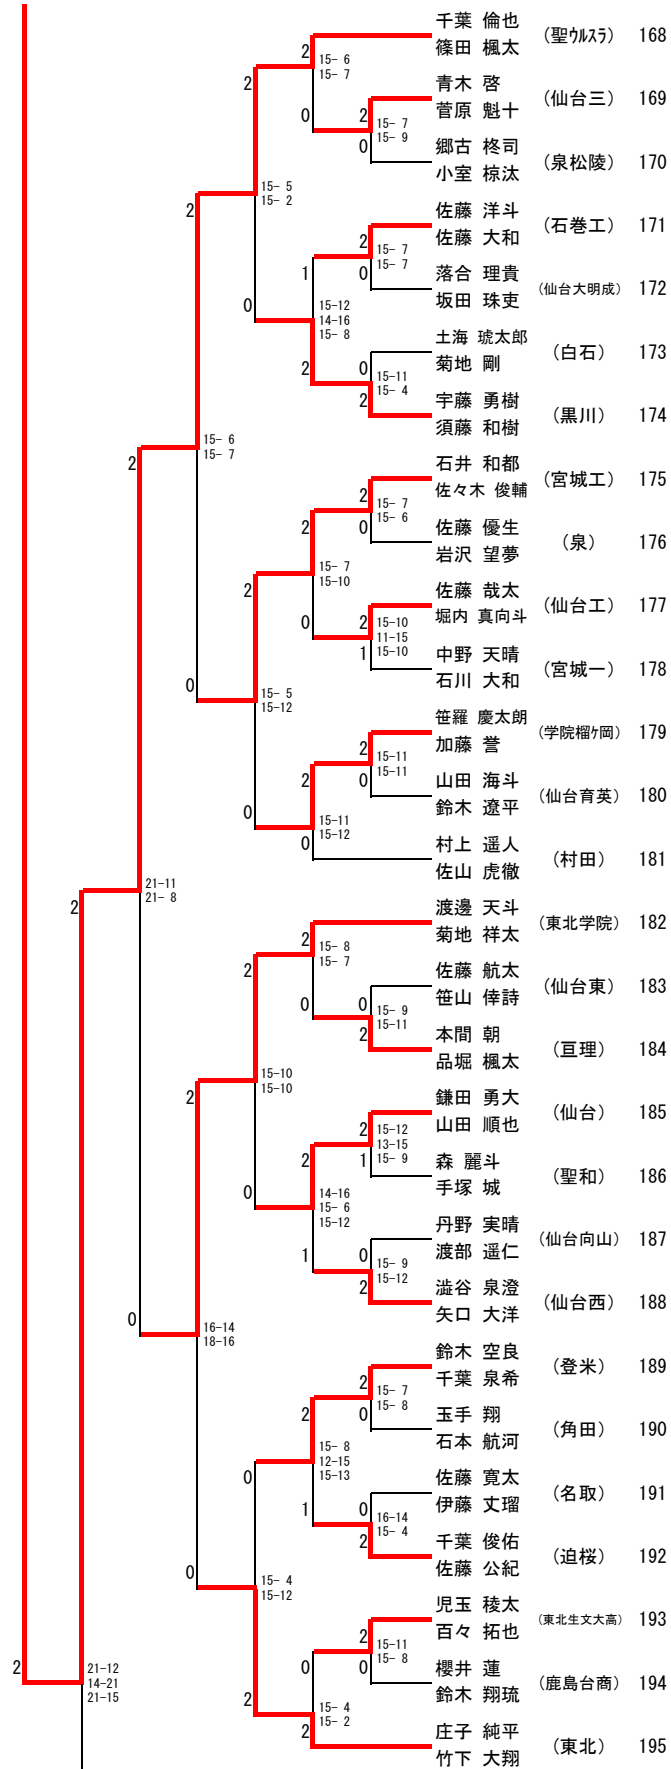 千葉 倫也
篠田 楓太
(聖ウルスラ) 168
2
15- 6
15- 7
2
青木 啓
菅原 魁十
(仙台三) 169
0
2
15- 7
15- 9
0
郷古 柊司
小室 椋汰
(泉松陵) 170
2
15- 5
15- 2
佐藤 洋斗
佐藤 大和
(石巻工) 171
2
15- 7
15- 7
1
0
落合 理貴
坂田 珠吏
(仙台大明成) 172
0
15-12
14-16
15- 8
土海 琥太郎
菊地 剛
(白石) 173
2
0
15-11
15- 4
2
宇藤 勇樹
須藤 和樹
(黒川) 174
2
15- 6
15- 7
石井 和都
佐々木 俊輔
(宮城工) 175
2
15- 7
15- 6
2
0
佐藤 優生
岩沢 望夢
(泉) 176
2
15- 7
15-10
佐藤 哉太
堀内 真向斗
(仙台工) 177
0
2
15-10
11-15
15-10
1
中野 天晴
石川 大和
(宮城一) 178
0
15- 5
15-12
笹羅 慶太朗
加藤 誉
(学院榴ケ岡) 179
2
15-11
15-11
2
0
山田 海斗
鈴木 遼平
(仙台育英) 180
0
15-11
15-12
0
村上 遥人
佐山 虎徹
(村田) 181
2
21-11
21- 8
渡邊 天斗
菊地 祥太
(東北学院) 182
2
15- 8
15- 7
2
佐藤 航太
笹山 倖詩
(仙台東) 183
0
0
15- 9
15-11
2
本間 朝
品堀 楓太
(亘理) 184
2
15-10
15-10
鎌田 勇大
山田 順也
(仙台) 185
2
15-12
13-15
15- 9
2
1
森 麗斗
手塚 城
(聖和) 186
0
14-16
15- 6
15-12
丹野 実晴
渡部 遥仁
(仙台向山) 187
1
0
15- 9
15-12
2
澁谷 泉澄
矢口 大洋
(仙台西) 188
0
16-14
18-16
鈴木 空良
千葉 泉希
(登米) 189
2
15- 7
15- 8
2
0
玉手 翔
石本 航河
(角田) 190
0
15- 8
12-15
15-13
佐藤 寛太
伊藤 丈瑠
(名取) 191
1
0
16-14
15- 4
2
千葉 俊佑
佐藤 公紀
(迫桜) 192
0
15- 4
15-12
児玉 稜太
百々 拓也
(東北生文大高) 193
2
15-11
15- 8
0
0
櫻井 蓮
鈴木 翔琉
(鹿島台商) 194
2
21-12
14-21
21-15
2
15- 4
15- 2
2
庄子 純平
竹下 大翔
(東北) 195